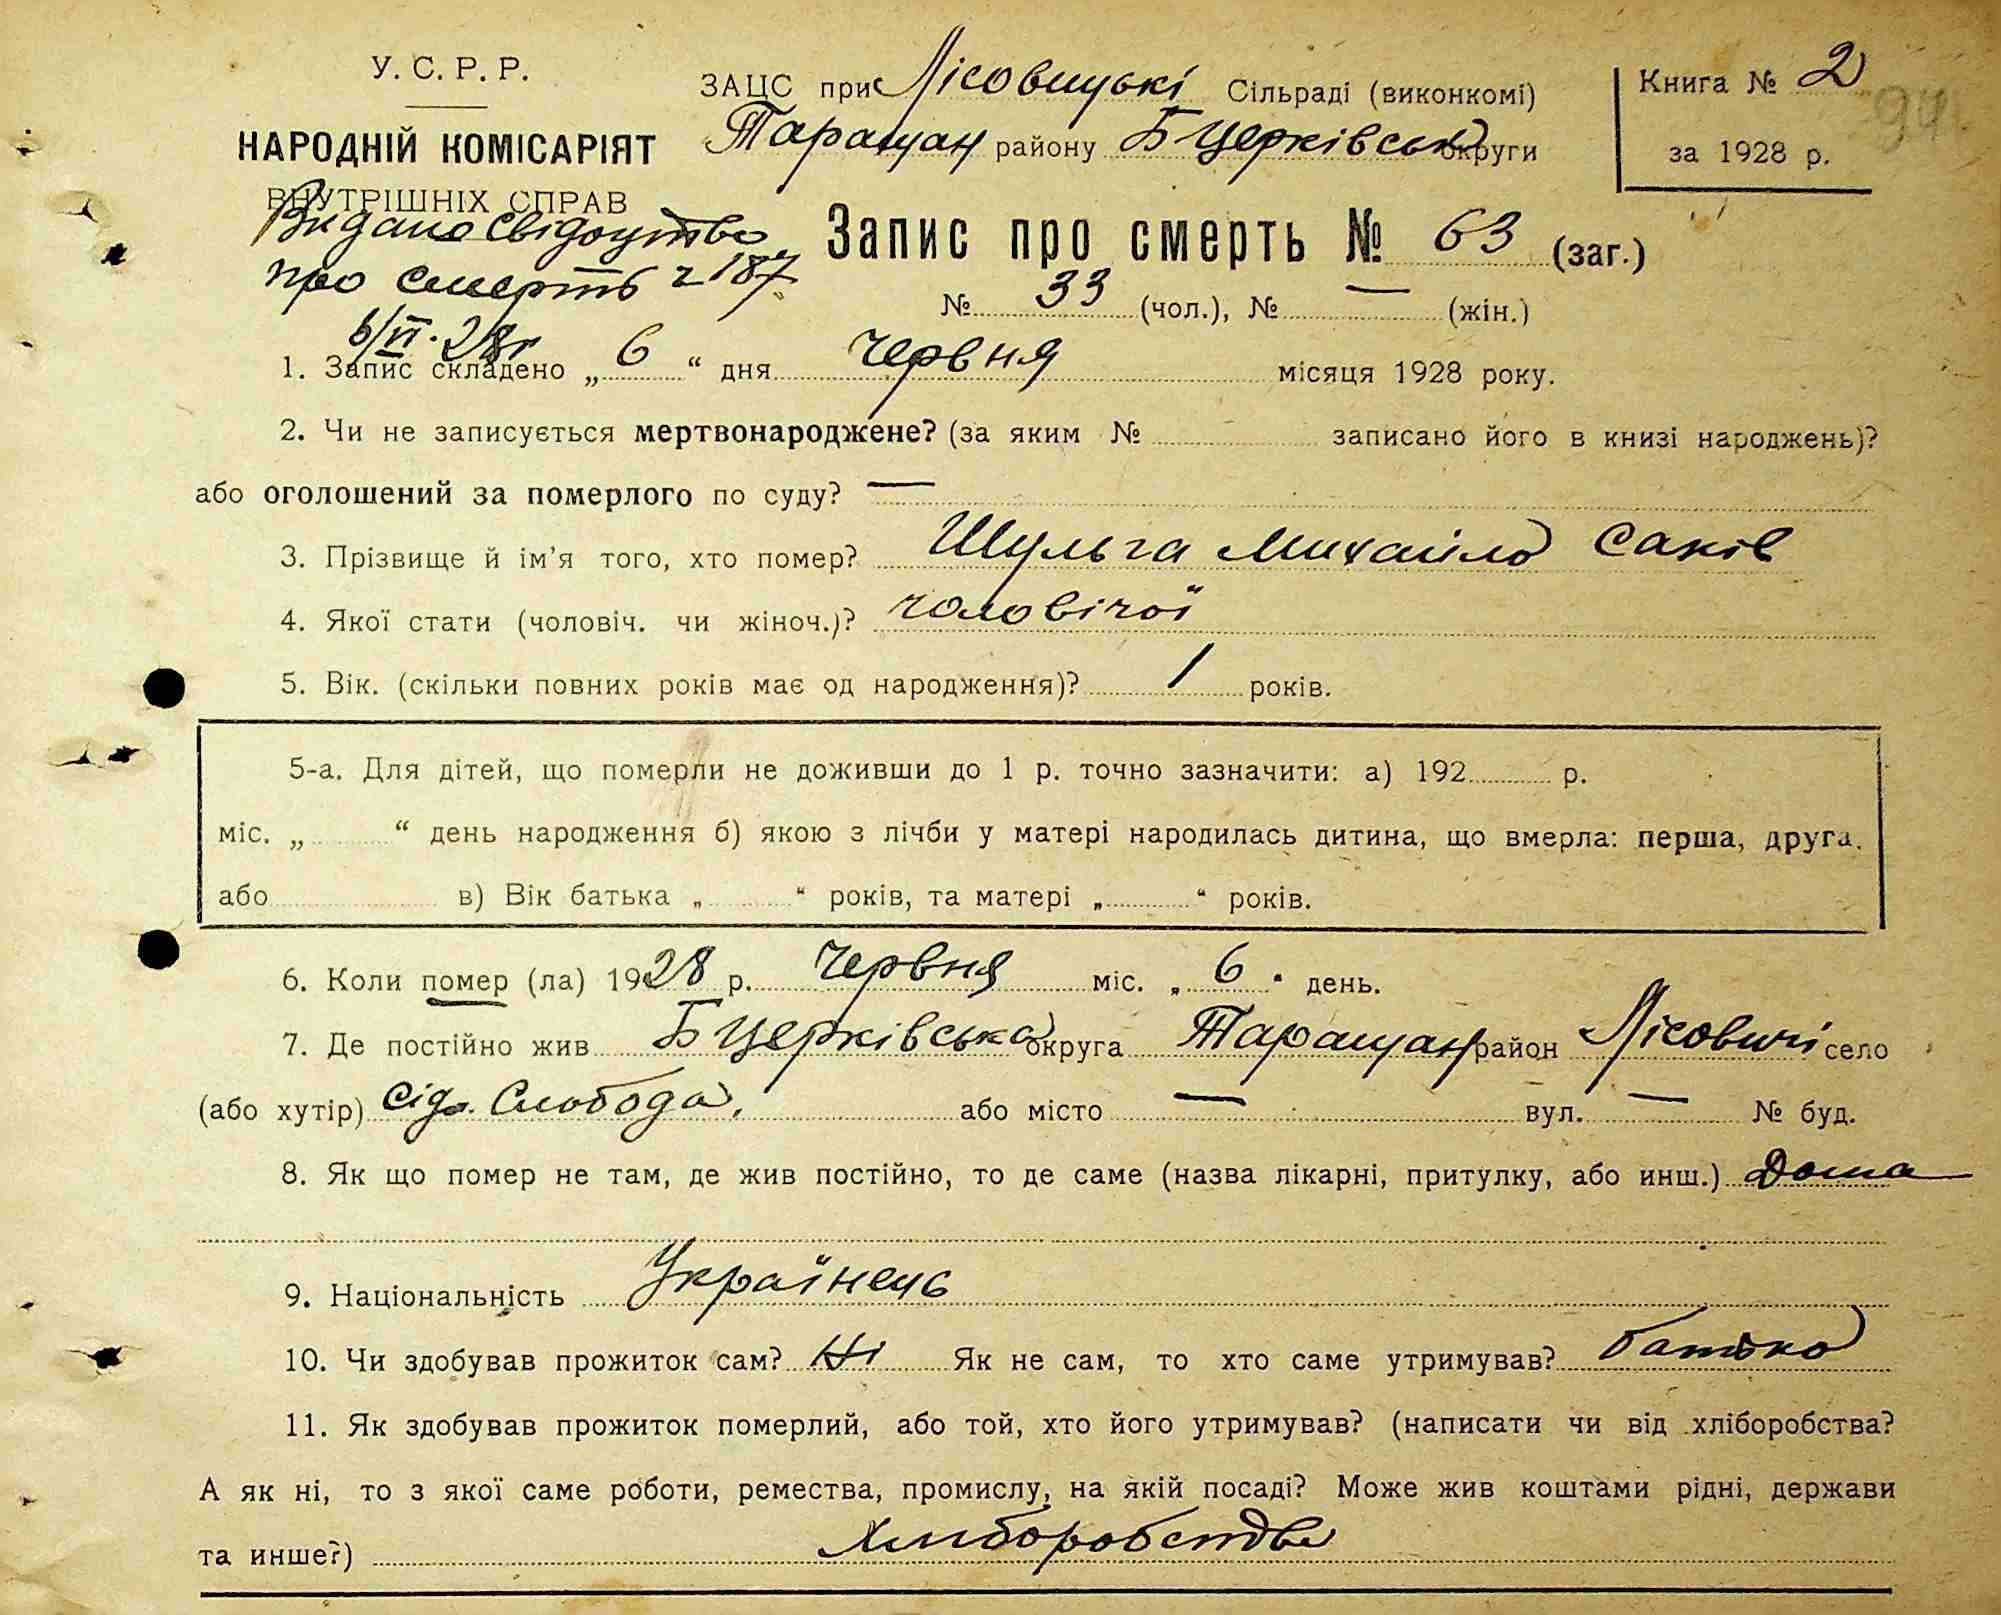 У. С. Р. Р.
НАРОДНІЙ КОМІСАРІЯТ
ВНУТРІШНІХ СПРАВ
Видано свідоцтво
про смерть ч 187
6/VI. 28 г
ЗАЦС при Лісовицькі Сільраді (виконкомі)
Таращан району БЦерківськ округи
Книга № 2
94
за 1928 р.
Запис про смерть № 63 (заг.)
№ 33 (чол.), № — (жін.)
1. Запис складено „ 6 “ дня червня місяця 1928 року.
2. Чи не записується мертвонароджене? (за яким № записано його в книзі народжень)?
або оголошений за померлого по суду? —
3. Прізвище й ім’я того, хто помер? Шульга Михайло Саків
4. Якої стати (чоловіч. чи жіноч.)? чоловічої
5. Вік. (скільки повних років має од народження)? 1 років.
5-а. Для дітей, що померли не доживши до 1 р. точно зазначити: а) 192 р.
міс. „ “ день народження б) якою з лічби у матері народилась дитина, що вмерла: перша, друга.
або в) Вік батька „ “ років, та матері „ “ років.
6. Коли помер (ла) 1928 р. червня міс. „ 6 “ день.
7. Де постійно жив БЦерківська округа Таращан район Лісовичі село
(або хутір) сід. Слобода. або місто — вул. — № буд.
8. Як що помер не там, де жив постійно, то де саме (назва лікарні, притулку, або инш.) Дома
9. Національність Українець
10. Чи здобував прожиток сам? Ні Як не сам, то хто саме утримував? батько
11. Як здобував прожиток померлий, або той, хто його утримував? (написати чи від хліборобства?
А як ні, то з якої саме роботи, ремества, промислу, на якій посаді? Може жив коштами рідні, держави
та инше?) хліборобство